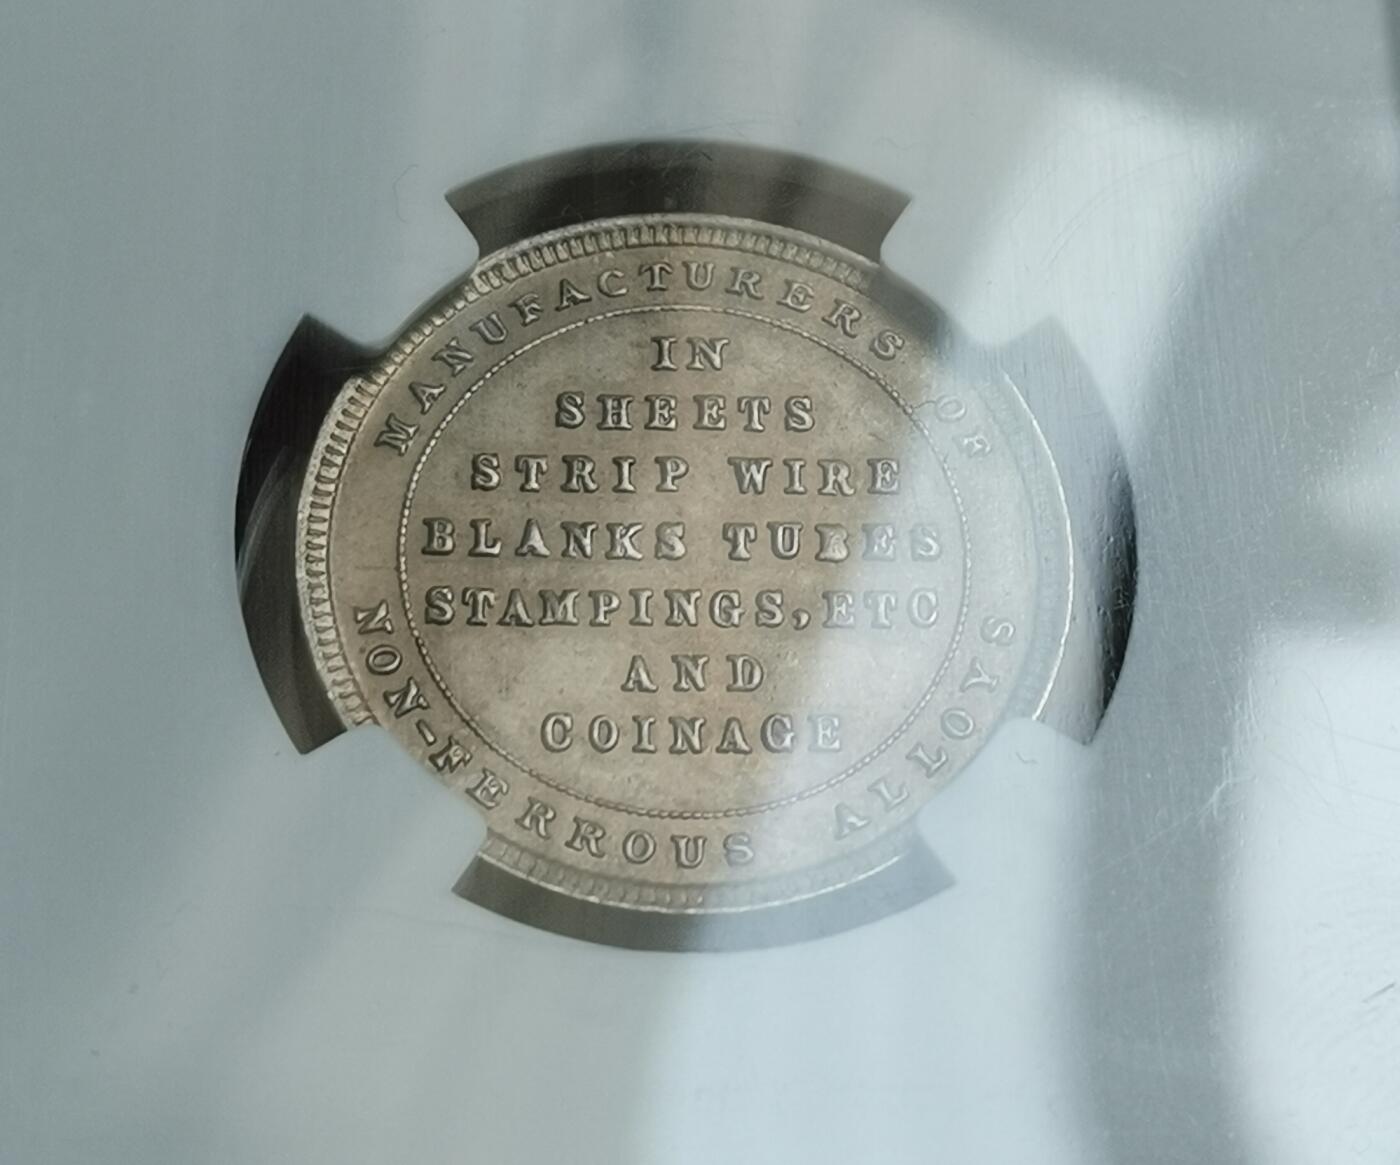 MANUFACTURERS OF
IN
SHEETS
STRIP WIRE
BLANKS TUBES
STAMPINGS, ETC
AND
COINAGE
NON-FERROUS ALLOYS